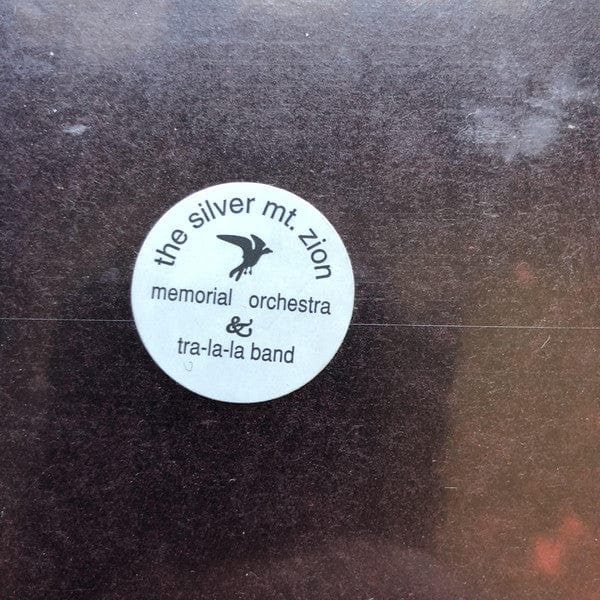 the silver mt. zion
memorial orchestra
&
tra-la-la band